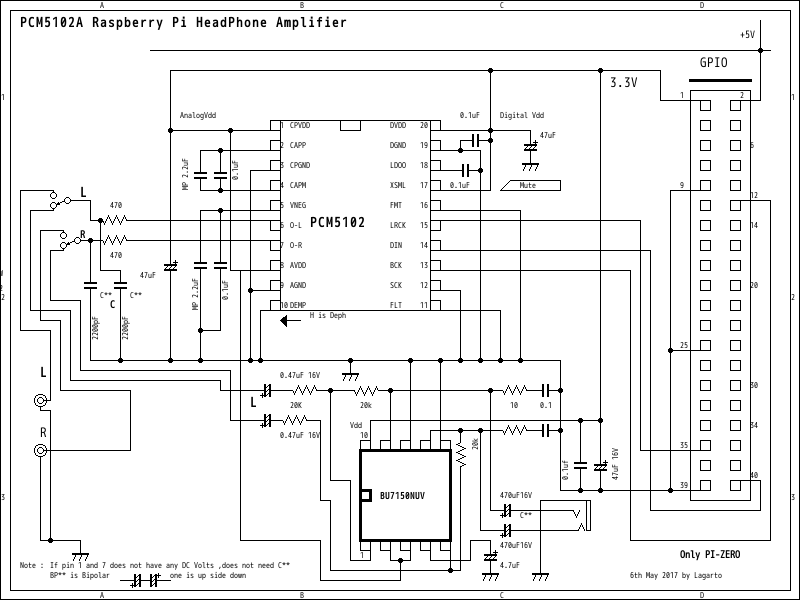 A B C D
PCM5102A Raspberry Pi HeadPhone Amplifier
+5V
GPIO
3.3V
1 2
1 1
AnalogVdd
0.1uF Digital Vdd
1 CPVDD DVDD 20
47uF
2 CAPP DGND 19
6
MP 2.2uF 0.1uF
3 CPGND LDOO 18
4 CAPM XSML 17
0.1uF Mute
9
L
12
470
5 VNEG FMT 16
PCM5102
6 O-L LRCK 15
14
R
7 O-R DIN 14
470
8 AVDD BCK 13
47uF
9 AGND SCK 12
20
MP 2.2uF 0.1uF
C** C**
C
2 2
10 DEMP FLT 11
H is Deph
2200pF 2200pF
25
L
0.47uF 16V
30
L
20K 20k 10 0.1
Vdd
34
R
0.47uF 16V 10
20k
35
0.1uF 47uF 16V
40
39
BU7150NUV
470uF16V
3 3
C**
470uF16V
1
4.7uF
Only PI-ZERO
Note : If pin 1 and 7 does not have any DC Volts ,does not need C**
BP** is Bipolar one is up side down
6th May 2017 by Lagarto
A B C D